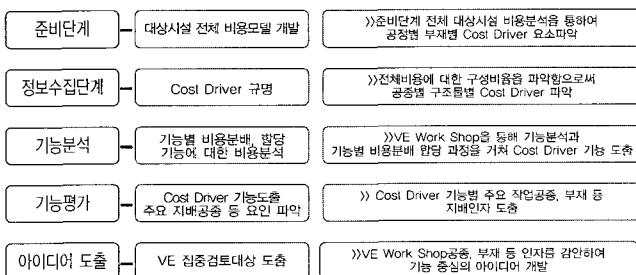 준비단계
대상시설 전체 비용모델 개발
》준비단계 전체 대상시설 비용분석을 통하여
공정별 부재별 Cost Driver 요소파악
정보수집단계
Cost Driver 규명
》전체비용에 대한 구성비율을 파악함으로써
공종별 구조물별 Cost Driver 파악
기능분석
기능별 비용분배, 할당
기능에 대한 비용분석
》VE Work Shop을 통해 기능분석과
기능별 비용분배 할당 과정을 거쳐 Cost Driver 기능 도출
기능평가
Cost Driver 기능도출
주요 지배공종 등 요인 파악
》 Cost Driver 기능별 주요 작업공종, 부재 등
지배인자 도출
아이디어 도출
VE 집중검토대상 도출
》VE Work Shop공종, 부재 등 인자를 감안하여
기능 중심의 아이디어 개발